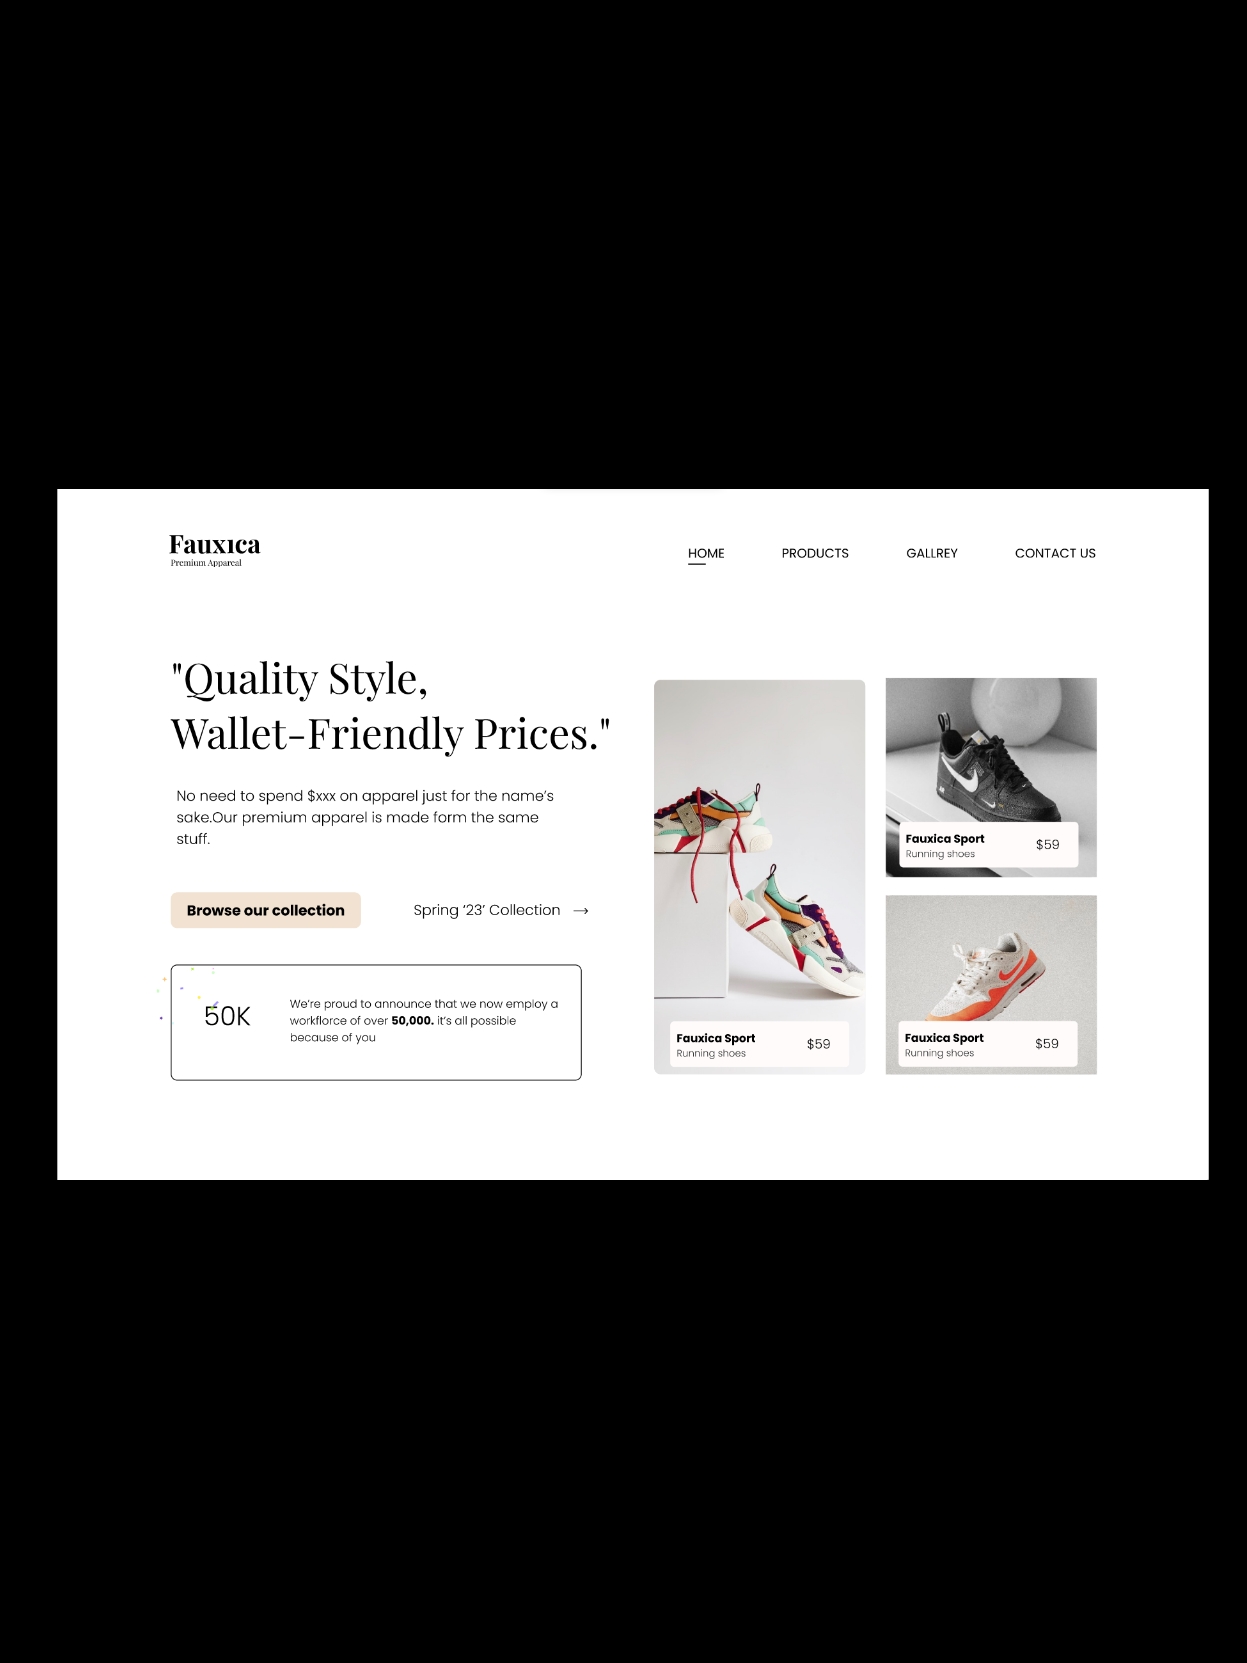 Fauxıca
Premium Appareal
HOME
PRODUCTS
GALLREY
CONTACT US
"Quality Style,
Wallet-Friendly Prices."
No need to spend $xxx on apparel just for the name’s
sake.Our premium apparel is made form the same
stuff.
Browse our collection
Spring ‘23’ Collection →
50K
We’re proud to announce that we now employ a
workflorce of over 50,000. it’s all possible
because of you
Fauxica Sport
Running shoes
$59
Fauxica Sport
Running shoes
$59
Fauxica Sport
Running shoes
$59